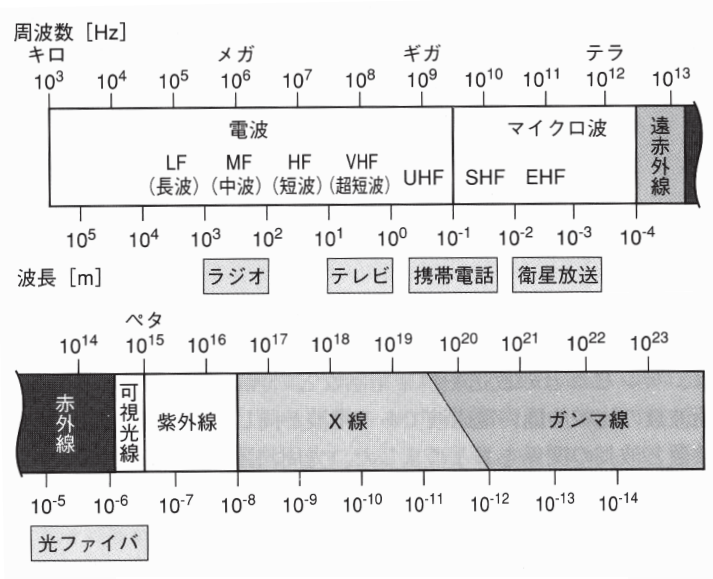 周波数［Hz］
キロ メガ ギガ テラ
10³ 10⁴ 10⁵ 10⁶ 10⁷ 10⁸ 10⁹ 10¹⁰ 10¹¹ 10¹² 10¹³
電波 マイクロ波 遠赤外線
LF MF HF VHF UHF SHF EHF
（長波） （中波） （短波） （超短波）
10⁵ 10⁴ 10³ 10² 10¹ 10⁰ 10⁻¹ 10⁻² 10⁻³ 10⁻⁴
波長［m］ ラジオ テレビ 携帯電話 衛星放送
ペタ
10¹⁴ 10¹⁵ 10¹⁶ 10¹⁷ 10¹⁸ 10¹⁹ 10²⁰ 10²¹ 10²² 10²³
赤外線 可視光線 紫外線 X線 ガンマ線
10⁻⁵ 10⁻⁶ 10⁻⁷ 10⁻⁸ 10⁻⁹ 10⁻¹⁰ 10⁻¹¹ 10⁻¹² 10⁻¹³ 10⁻¹⁴
光ファイバ